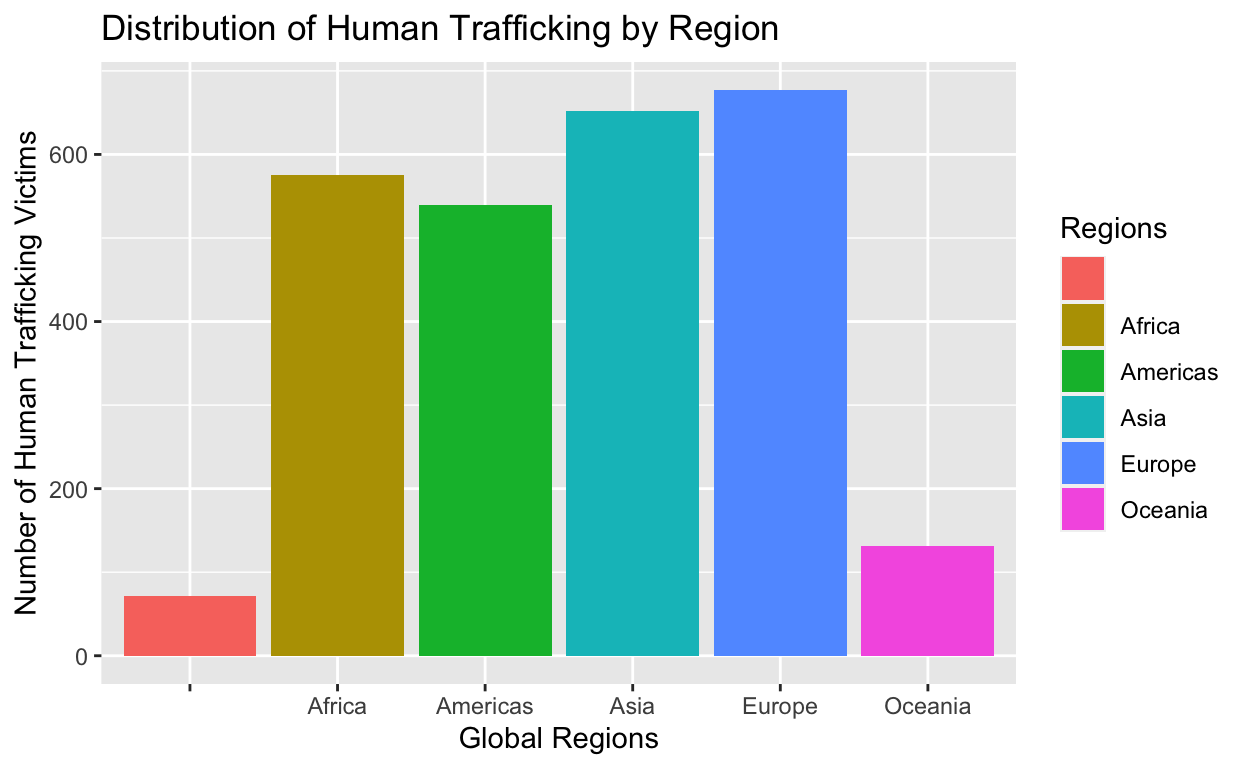 Distribution of Human Trafficking by Region
Number of Human Trafficking Victims
600
400
200
0
Africa
Americas
Asia
Europe
Oceania
Global Regions
Regions
Africa
Americas
Asia
Europe
Oceania